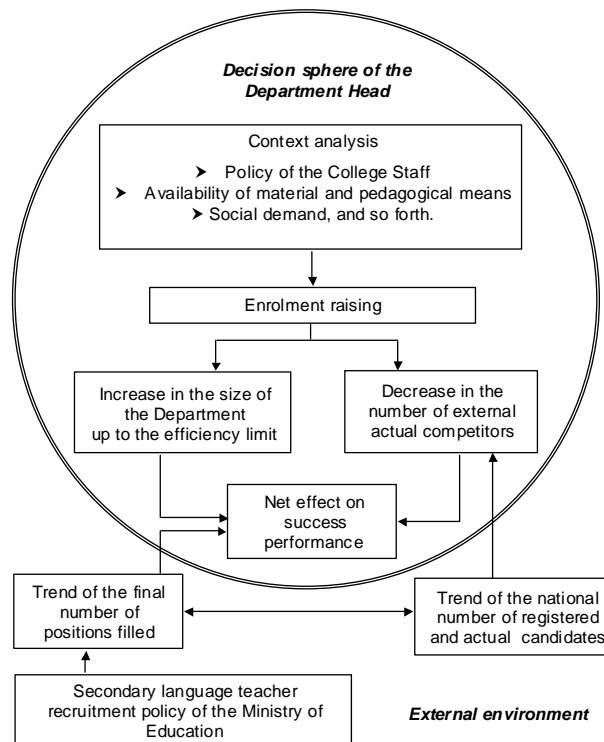 Decision sphere of the
Department Head
Context analysis
➤ Policy of the College Staff
➤ Availability of material and pedagogical means
➤ Social demand, and so forth.
Enrolment raising
Increase in the size of
the Department
up to the efficiency limit
Decrease in the
number of external
actual competitors
Net effect on
success
performance
Trend of the final
number of
positions filled
Trend of the national
number of registered
and actual candidates
Secondary language teacher
recruitment policy of the Ministry of
Education
External environment